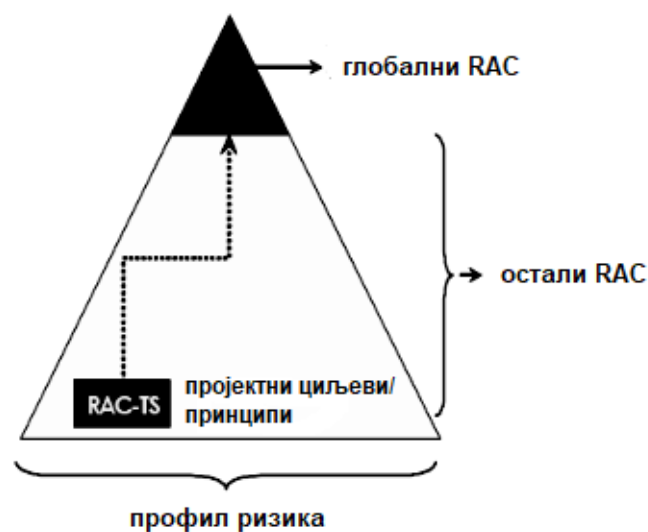 глобални RAC
остали RAC
RAC-TS
пројектни циљеви/
принципи
профил ризика